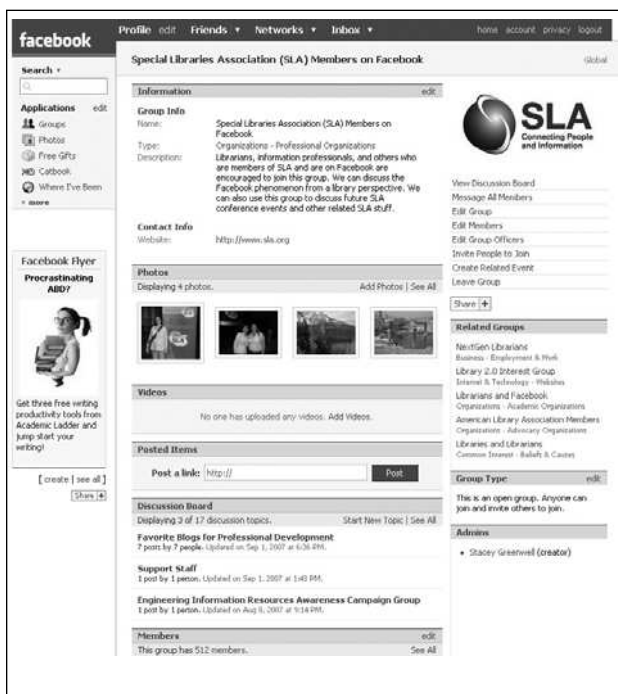 facebook
Profile edit Friends ▾ Networks ▾ Inbox ▾
home account privacy logout
Search ▾
Applications edit
Groups
Photos
Free Gifts
Catbook
Where I've Been
▾ more
Facebook Flyer
Procrastinating
ABD?
Get three free writing
productivity tools from
Academic Ladder and
jump start your
writing!
[ create | see all ]
Share +
Special Libraries Association (SLA) Members on Facebook
Global
Information edit
Group Info
Name: Special Libraries Association (SLA) Members on
Facebook
Type: Organizations - Professional Organizations
Description: Librarians, information professionals, and others who
are members of SLA and are on Facebook are
encouraged to join this group. We can discuss the
Facebook phenomenon from a library perspective. We
can also use this group to discuss future SLA
conference events and other related SLA stuff.
Contact Info
Website: http://www.sla.org
Photos
Displaying 4 photos. Add Photos | See All
Videos
No one has uploaded any videos. Add Videos.
Posted Items
Post a link: http:// Post
Discussion Board
Displaying 3 of 17 discussion topics. Start New Topic | See All
Favorite Blogs for Professional Development
7 posts by 7 people. Updated on Sep 1, 2007 at 6:36 PM.
Support Staff
1 post by 1 person. Updated on Sep 1, 2007 at 1:43 PM.
Engineering Information Resources Awareness Campaign Group
1 post by 1 person. Updated on Aug 8, 2007 at 9:14 PM.
Members edit
This group has 512 members. See All
SLA
Connecting People
and Information
View Discussion Board
Message All Members
Edit Group
Edit Members
Edit Group Officers
Invite People to Join
Create Related Event
Leave Group
Share +
Related Groups
NextGen Librarians
Business - Employment & Work
Library 2.0 Interest Group
Internet & Technology - Websites
Librarians and Facebook
Organizations - Academic Organizations
American Library Association Members
Organizations - Advocacy Organizations
Libraries and Librarians
Common Interest - Beliefs & Causes
Group Type edit
This is an open group. Anyone can
join and invite others to join.
Admins
• Stacey Greenwell (creator)